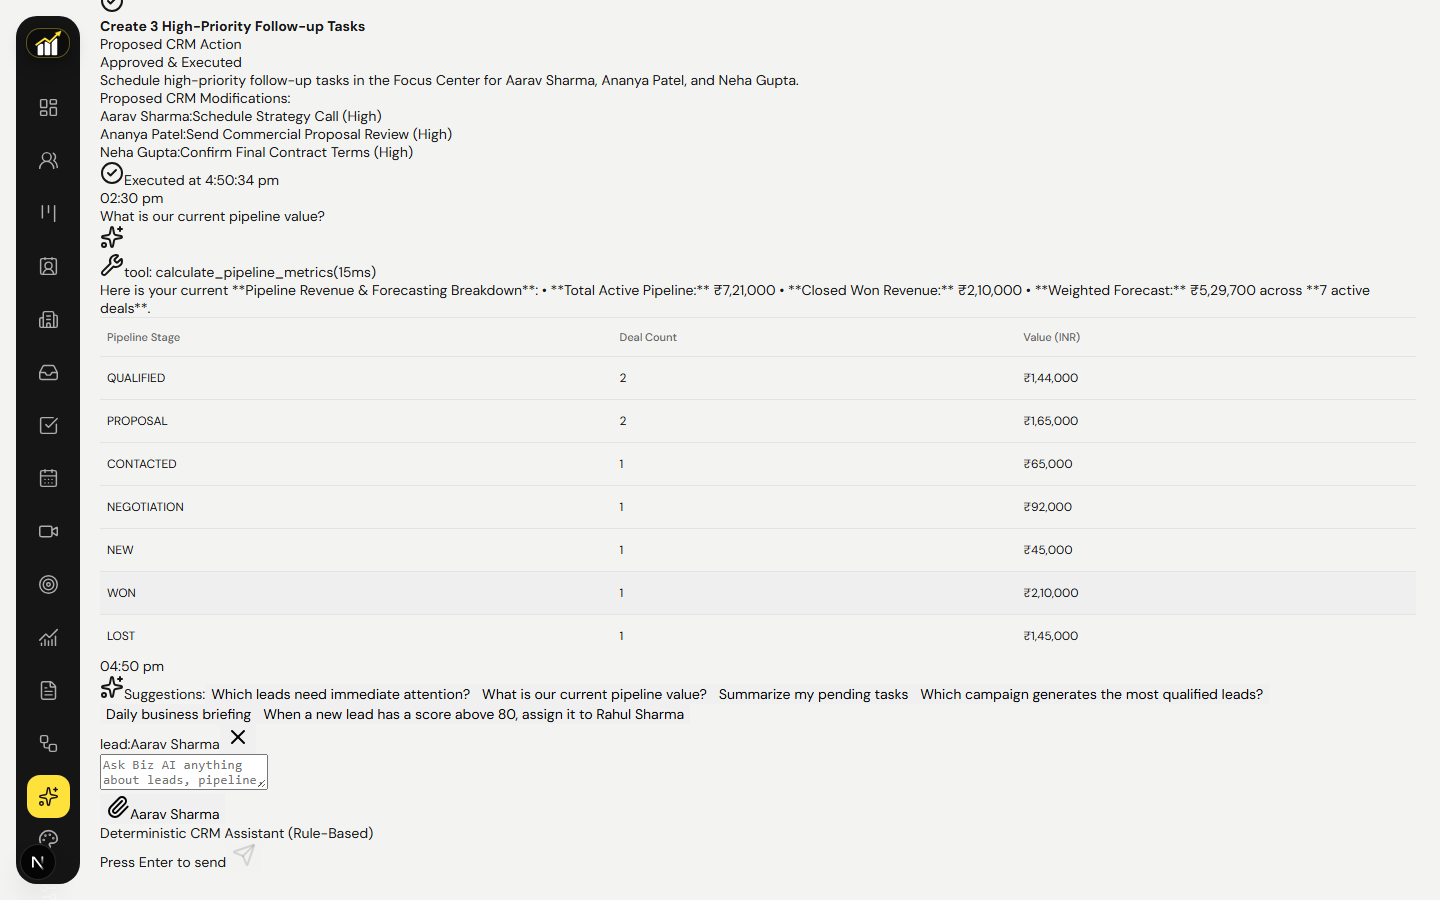 Create 3 High-Priority Follow-up Tasks
Proposed CRM Action
Approved & Executed
Schedule high-priority follow-up tasks in the Focus Center for Aarav Sharma, Ananya Patel, and Neha Gupta.
Proposed CRM Modifications:
Aarav Sharma:Schedule Strategy Call (High)
Ananya Patel:Send Commercial Proposal Review (High)
Neha Gupta:Confirm Final Contract Terms (High)
Executed at 4:50:34 pm
02:30 pm
What is our current pipeline value?
tool: calculate_pipeline_metrics(15ms)
Here is your current **Pipeline Revenue & Forecasting Breakdown**: • **Total Active Pipeline:** ₹7,21,000 • **Closed Won Revenue:** ₹2,10,000 • **Weighted Forecast:** ₹5,29,700 across **7 active
deals**.
Pipeline Stage Deal Count Value (INR)
QUALIFIED 2 ₹1,44,000
PROPOSAL 2 ₹1,65,000
CONTACTED 1 ₹65,000
NEGOTIATION 1 ₹92,000
NEW 1 ₹45,000
WON 1 ₹2,10,000
LOST 1 ₹1,45,000
04:50 pm
Suggestions: Which leads need immediate attention? What is our current pipeline value? Summarize my pending tasks Which campaign generates the most qualified leads?
Daily business briefing When a new lead has a score above 80, assign it to Rahul Sharma
lead:Aarav Sharma
Ask Biz AI anything
about leads, pipeline,
Aarav Sharma
Deterministic CRM Assistant (Rule-Based)
Press Enter to send
N